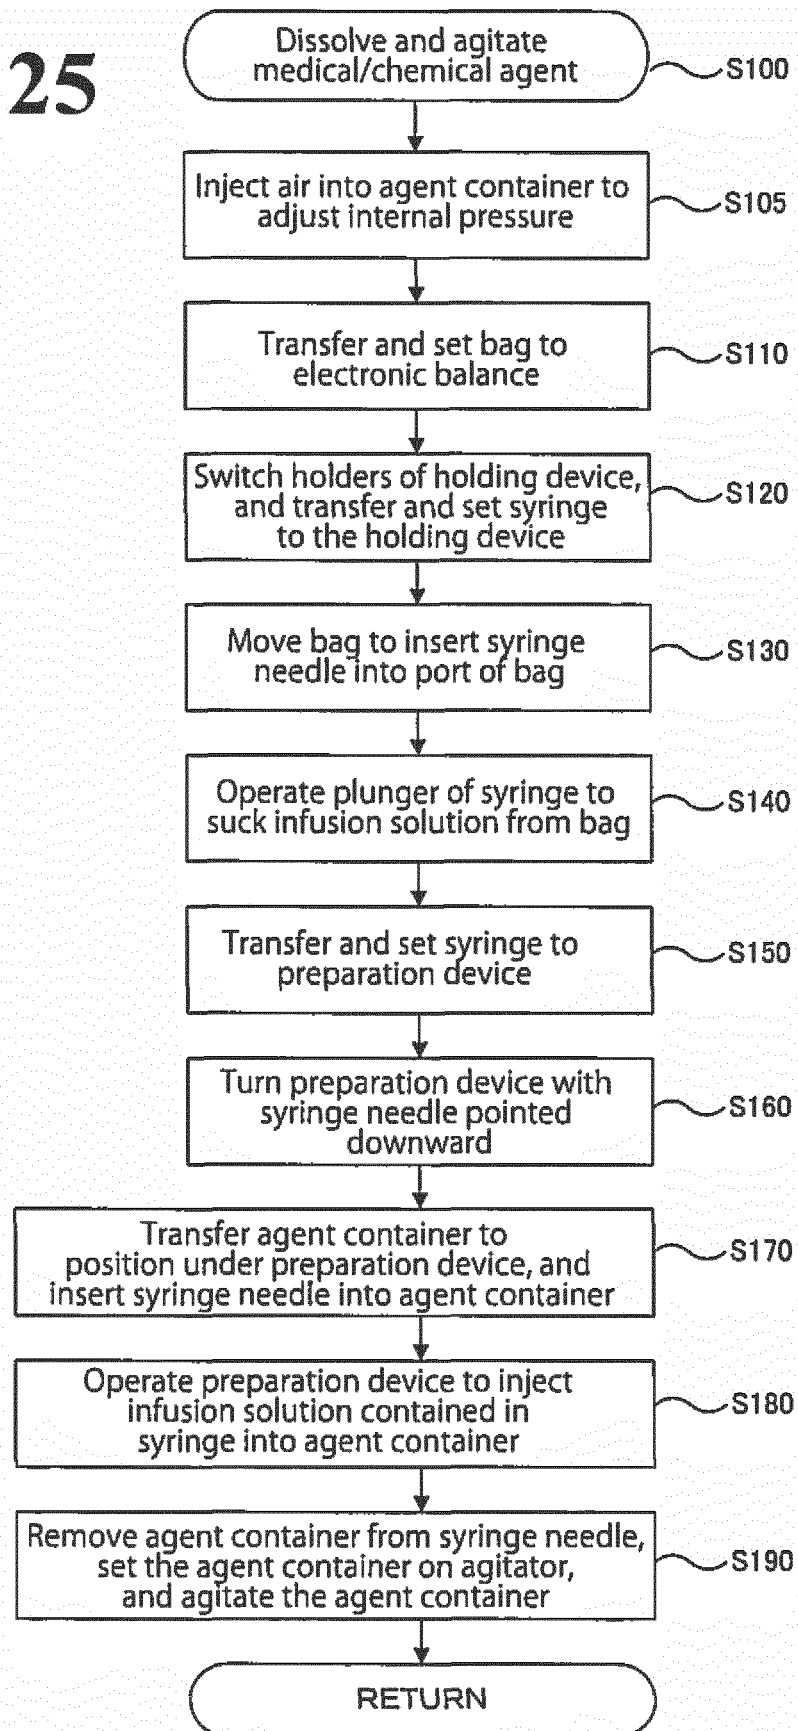 25
Dissolve and agitate
medical/chemical agent
S100
Inject air into agent container to
adjust internal pressure
S105
Transfer and set bag to
electronic balance
S110
Switch holders of holding device,
and transfer and set syringe
to the holding device
S120
Move bag to insert syringe
needle into port of bag
S130
Operate plunger of syringe to
suck infusion solution from bag
S140
Transfer and set syringe to
preparation device
S150
Turn preparation device with
syringe needle pointed
downward
S160
Transfer agent container to
position under preparation device, and
insert syringe needle into agent container
S170
Operate preparation device to inject
infusion solution contained in
syringe into agent container
S180
Remove agent container from syringe needle,
set the agent container on agitator,
and agitate the agent container
S190
RETURN